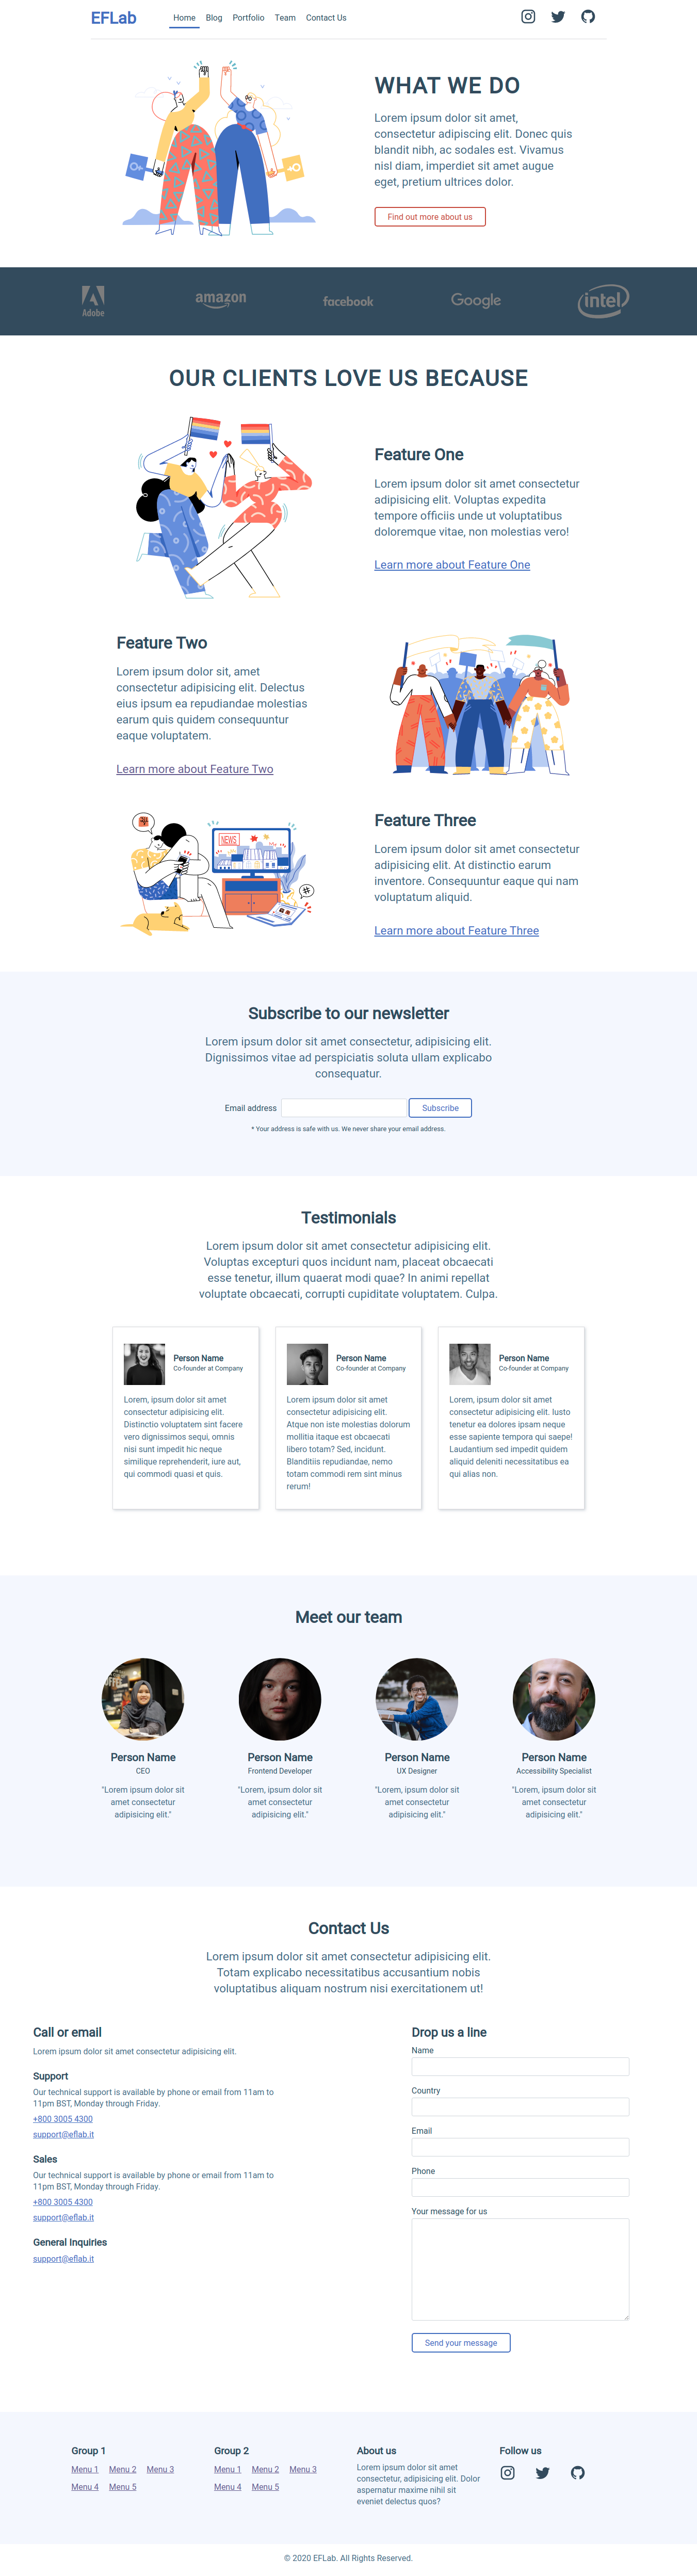 EFLab
Home Blog Portfolio Team Contact Us
WHAT WE DO
Lorem ipsum dolor sit amet,
consectetur adipiscing elit. Donec quis
blandit nibh, ac sodales est. Vivamus
nisl diam, imperdiet sit amet augue
eget, pretium ultrices dolor.
Find out more about us
Adobe
amazon
facebook
Google
intel
OUR CLIENTS LOVE US BECAUSE
Feature One
Lorem ipsum dolor sit amet consectetur
adipisicing elit. Voluptas expedita
tempore officiis unde ut voluptatibus
doloremque vitae, non molestias vero!
Learn more about Feature One
Feature Two
Lorem ipsum dolor sit, amet
consectetur adipisicing elit. Delectus
eius ipsum ea repudiandae molestias
earum quis quidem consequuntur
eaque voluptatem.
Learn more about Feature Two
NEWS
#
Feature Three
Lorem ipsum dolor sit amet consectetur
adipisicing elit. At distinctio earum
inventore. Consequuntur eaque qui nam
voluptatum aliquid.
Learn more about Feature Three
Subscribe to our newsletter
Lorem ipsum dolor sit amet consectetur, adipisicing elit.
Dignissimos vitae ad perspiciatis soluta ullam explicabo
consequatur.
Email address
Subscribe
* Your address is safe with us. We never share your email address.
Testimonials
Lorem ipsum dolor sit amet consectetur adipisicing elit.
Voluptas excepturi quos incidunt nam, placeat obcaecati
esse tenetur, illum quaerat modi quae? In animi repellat
voluptate obcaecati, corrupti cupiditate voluptatem. Culpa.
Person Name
Co-founder at Company
Lorem, ipsum dolor sit amet
consectetur adipisicing elit.
Distinctio voluptatem sint facere
vero dignissimos sequi, omnis
nisi sunt impedit hic neque
similique reprehenderit, iure aut,
qui commodi quasi et quis.
Person Name
Co-founder at Company
Lorem ipsum dolor sit amet
consectetur adipisicing elit.
Atque non iste molestias dolorum
mollitia itaque est obcaecati
libero totam? Sed, incidunt.
Blanditiis repudiandae, nemo
totam commodi rem sint minus
rerum!
Person Name
Co-founder at Company
Lorem, ipsum dolor sit amet
consectetur adipisicing elit. Iusto
tenetur ea dolores ipsam neque
esse sapiente tempora qui saepe!
Laudantium sed impedit quidem
aliquid deleniti necessitatibus ea
qui alias non.
Meet our team
Person Name
CEO
"Lorem ipsum dolor sit
amet consectetur
adipisicing elit."
Person Name
Frontend Developer
"Lorem, ipsum dolor sit
amet consectetur
adipisicing elit."
Person Name
UX Designer
"Lorem, ipsum dolor sit
amet consectetur
adipisicing elit."
Person Name
Accessibility Specialist
"Lorem, ipsum dolor sit
amet consectetur
adipisicing elit."
Contact Us
Lorem ipsum dolor sit amet consectetur adipisicing elit.
Totam explicabo necessitatibus accusantium nobis
voluptatibus aliquam nostrum nisi exercitationem ut!
Call or email
Lorem ipsum dolor sit amet consectetur adipisicing elit.
Support
Our technical support is available by phone or email from 11am to
11pm BST, Monday through Friday.
+800 3005 4300
support@eflab.it
Sales
Our technical support is available by phone or email from 11am to
11pm BST, Monday through Friday.
+800 3005 4300
support@eflab.it
General Inquiries
support@eflab.it
Drop us a line
Name
Country
Email
Phone
Your message for us
Send your message
Group 1
Menu 1 Menu 2 Menu 3
Menu 4 Menu 5
Group 2
Menu 1 Menu 2 Menu 3
Menu 4 Menu 5
About us
Lorem ipsum dolor sit amet
consectetur, adipisicing elit. Dolor
aspernatur maxime nihil sit
eveniet delectus quos?
Follow us
© 2020 EFLab. All Rights Reserved.